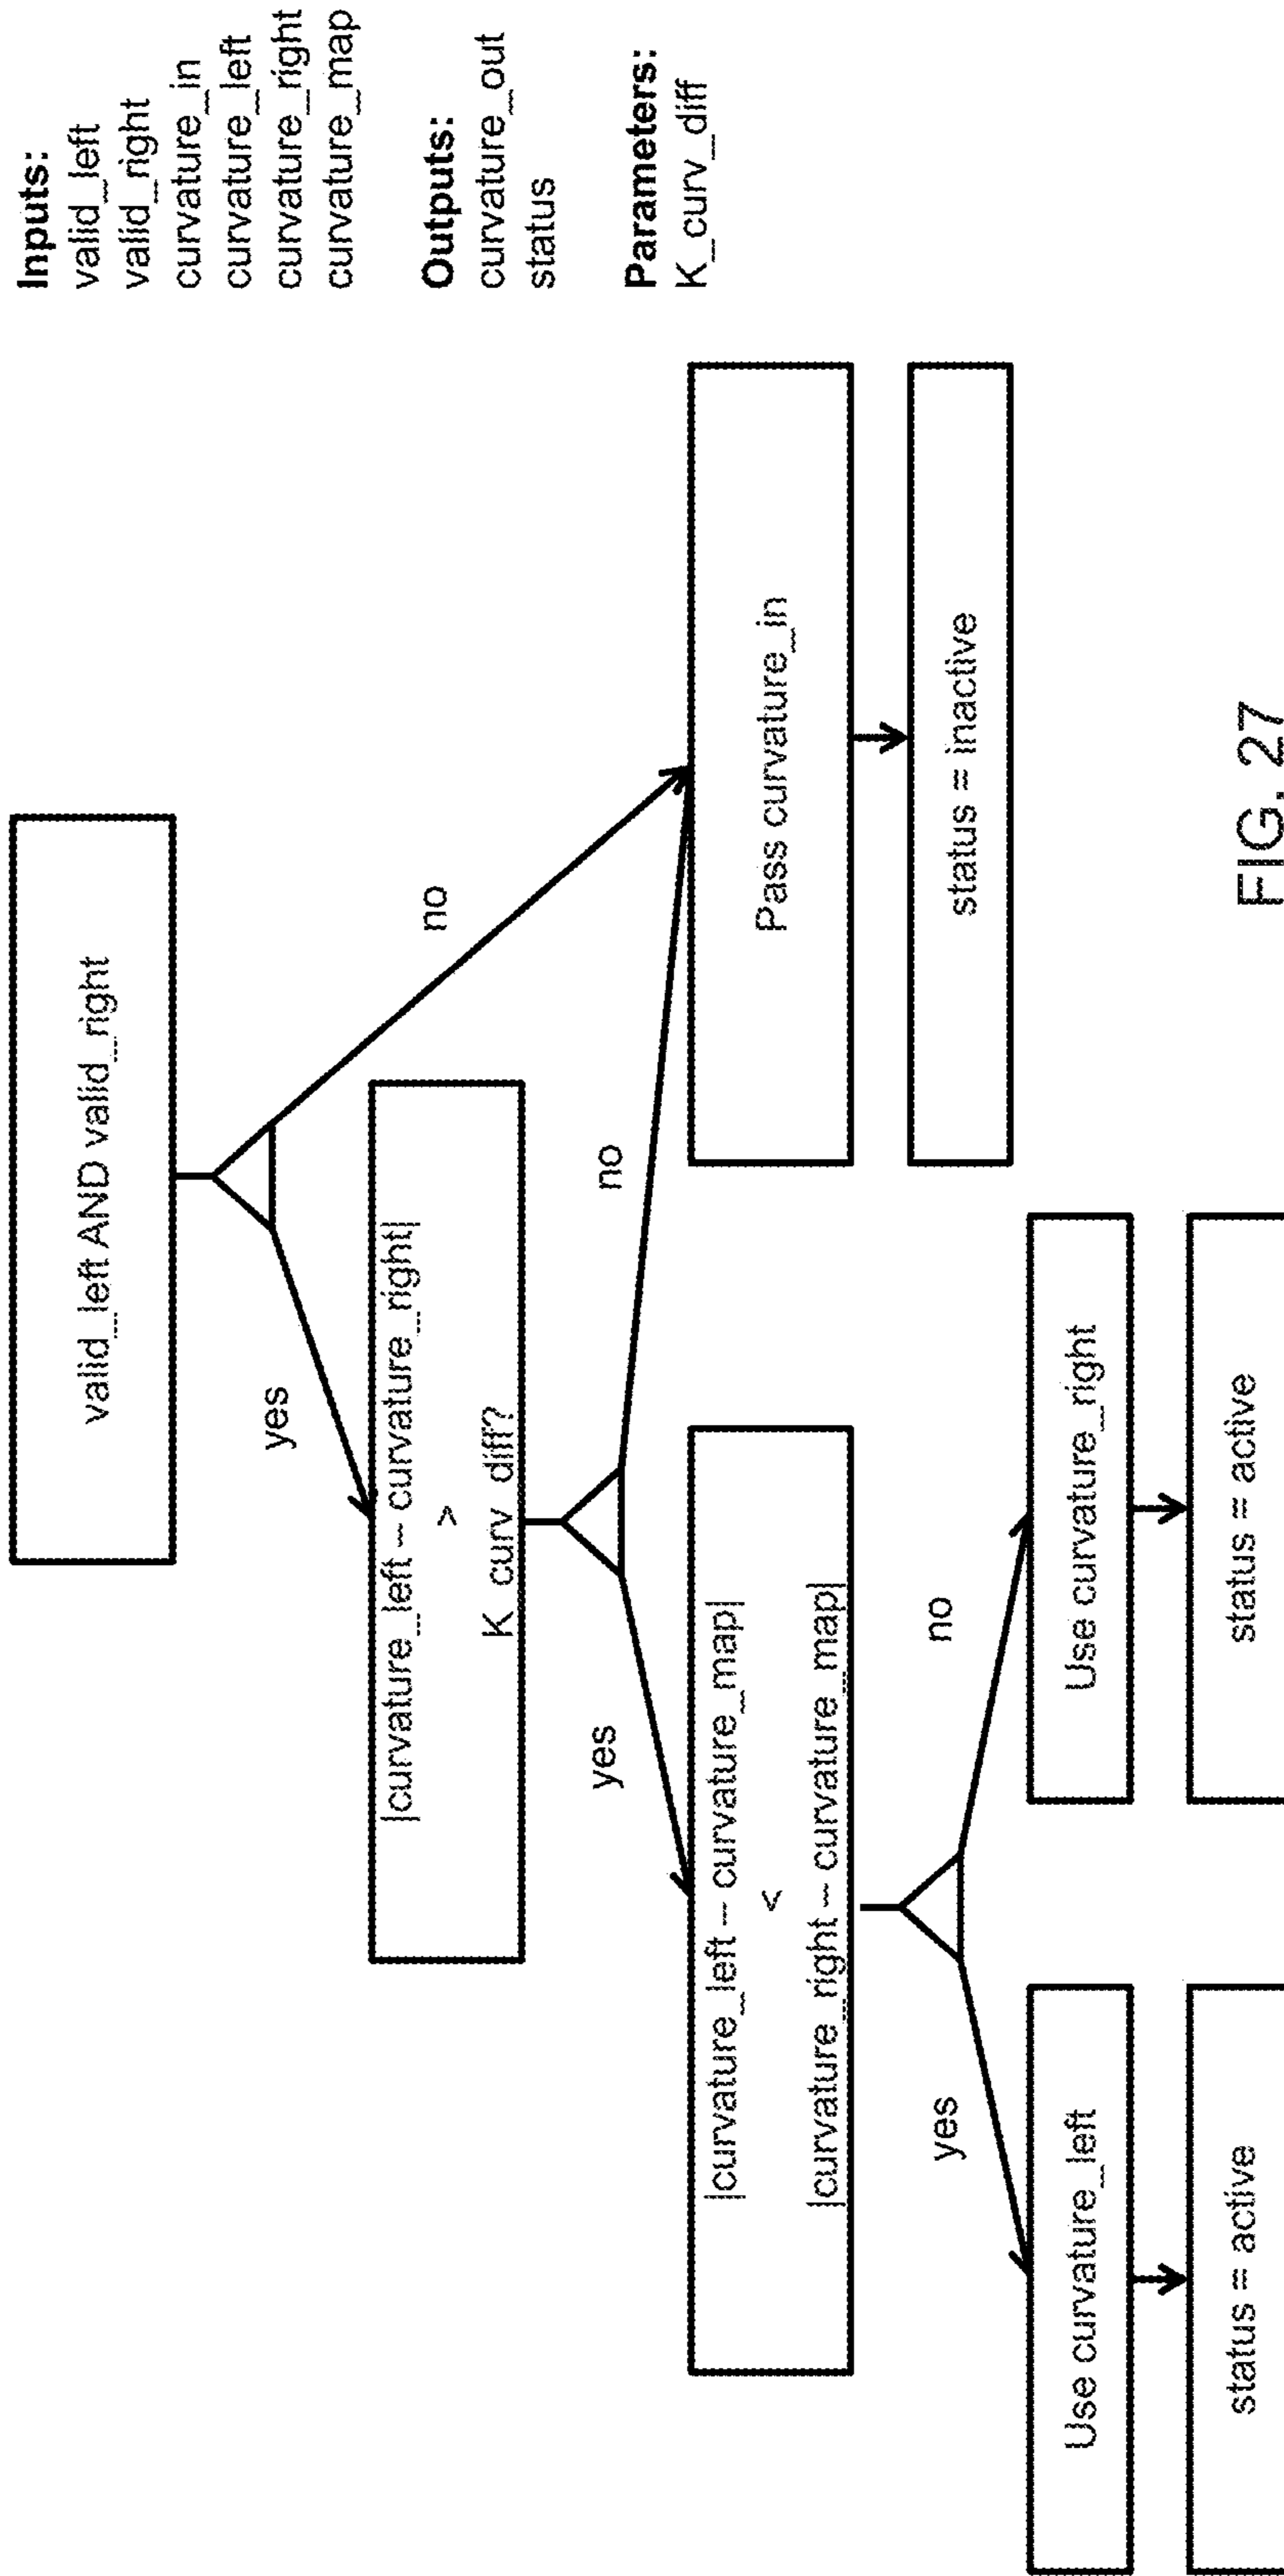 valid_left AND valid_right
yes
no
|curvature_left – curvature_right|
>
K_curv_diff?
yes
no
|curvature_left – curvature_map|
<
|curvature_right – curvature_map|
Pass curvature_in
status = inactive
yes
no
Use curvature_left
status = active
Use curvature_right
status = active
Inputs:
valid_left
valid_right
curvature_in
curvature_left
curvature_right
curvature_map
Outputs:
curvature_out
status
Parameters:
K_curv_diff
FIG. 27